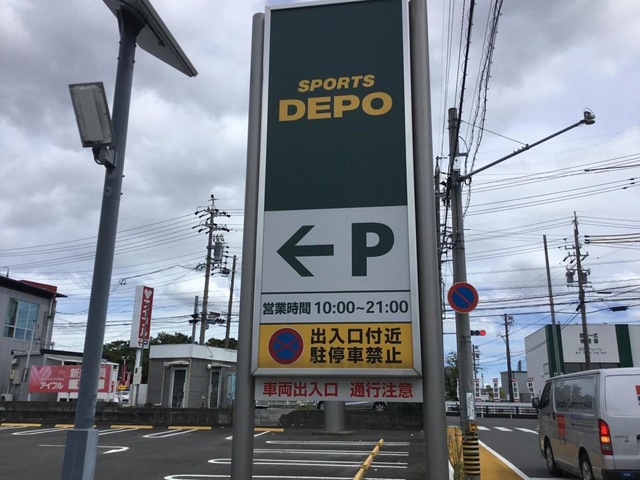 SPORTS
DEPO
← P
営業時間 10:00~21:00
出入口付近
駐停車禁止
車両出入口 通行注意
アイフル